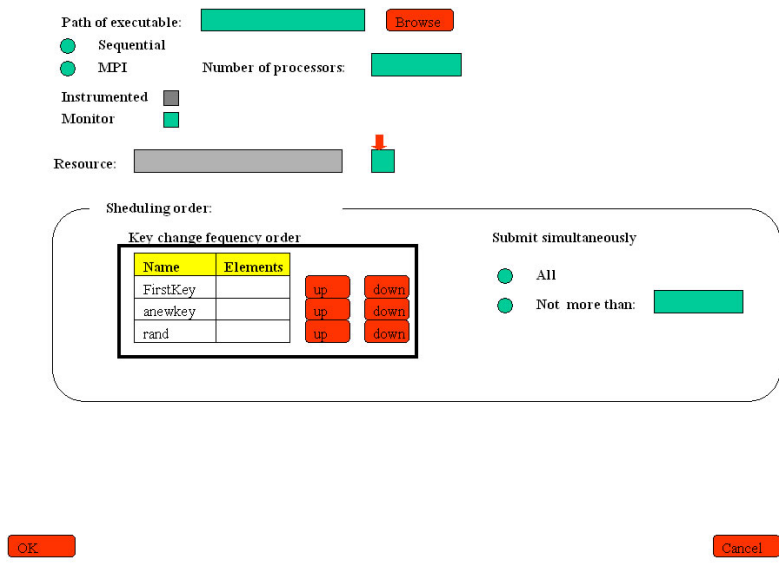 Path of executable: Browse
Sequential
MPI Number of processors:
Instrumented
Monitor
Resource:
Sheduling order:
Key change fequency order Submit simultaneously
Name Elements
All
FirstKey up down
Not more than:
anewkey up down
rand up down
OK Cancel